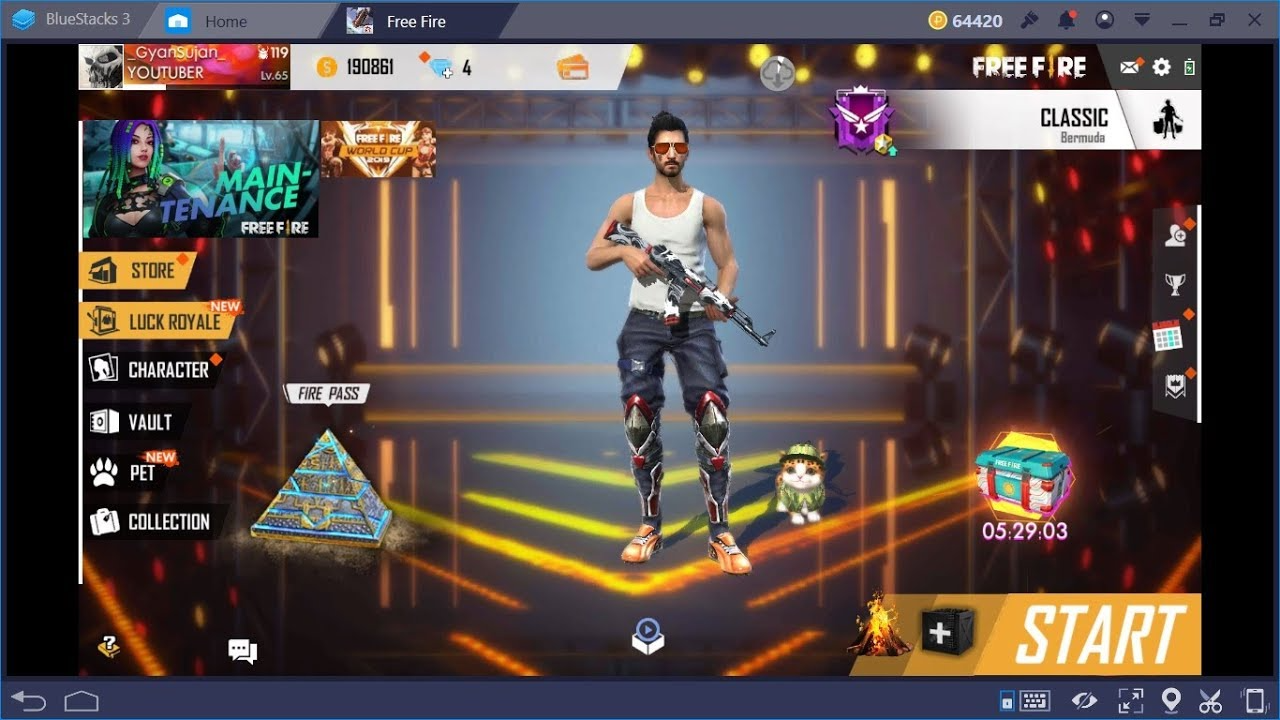 BlueStacks 3
Home
Free Fire
64420
_GyanSujan_
119
YOUTUBER
Lv.65
190861
4
FREE FIRE
CLASSIC
Bermuda
MAIN-
TENANCE
FREE FIRE
FREE FIRE
WORLD CUP
2019
STORE
LUCK ROYALE
NEW
CHARACTER
VAULT
PET
NEW
COLLECTION
FIRE PASS
FREE FIRE
05:29:03
START